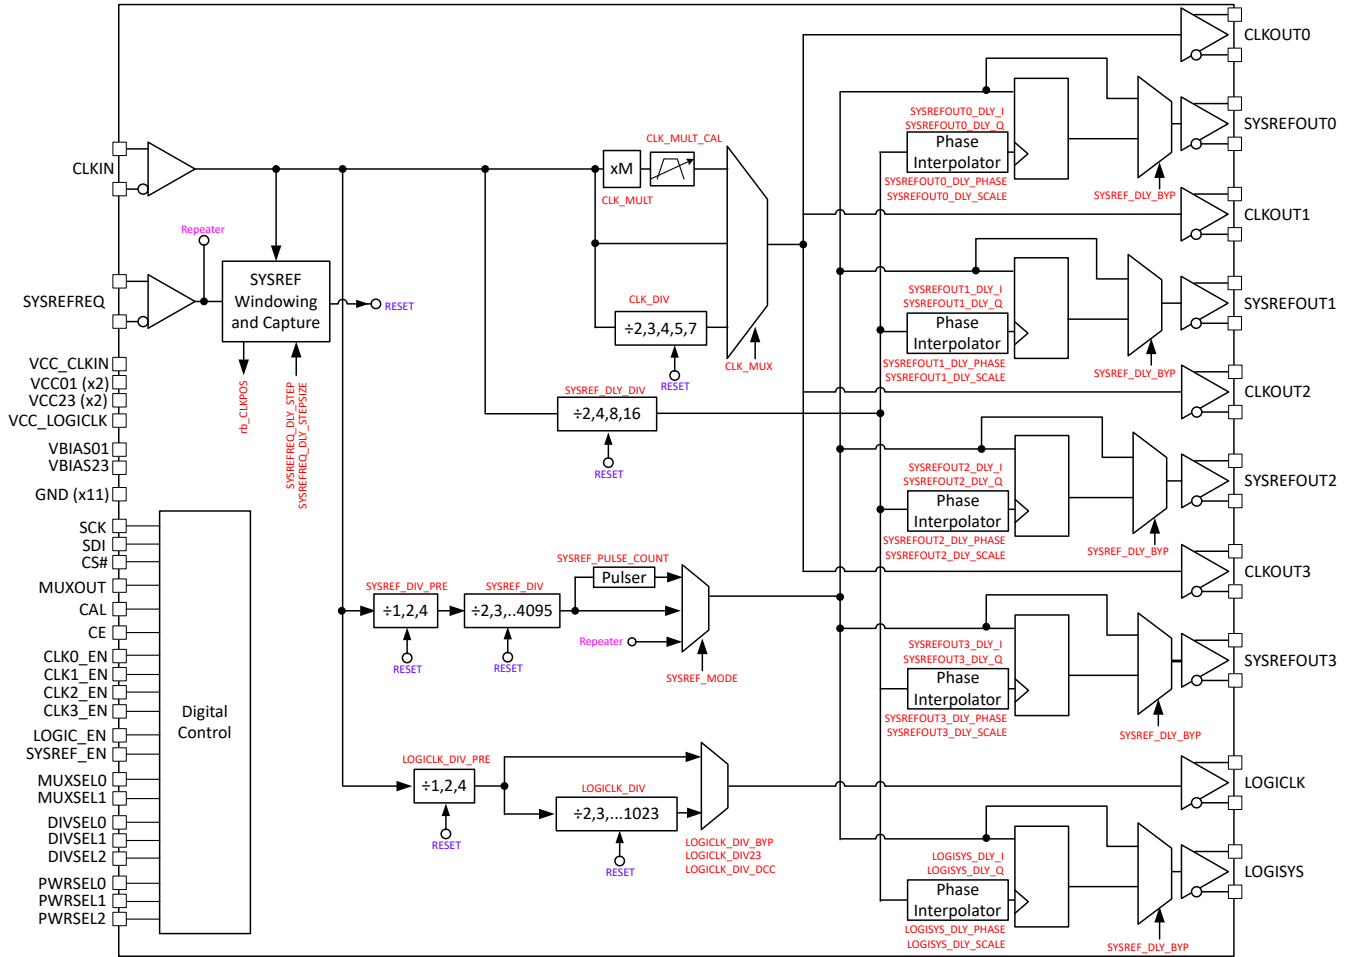 CLKOUT0
SYSREFOUT0_DLY_I
SYSREFOUT0_DLY_Q
Phase
Interpolator
SYSREFOUT0_DLY_PHASE
SYSREFOUT0_DLY_SCALE
SYSREF_DLY_BYP
SYSREFOUT0
CLKIN
CLK_MULT_CAL
xM
CLK_MULT
CLKOUT1
Repeater
SYSREFREQ
SYSREF
Windowing
and Capture
RESET
rb_CLKPOS
SYSREFREQ_DLY_STEP
SYSREFREQ_DLY_STEPSIZE
CLK_DIV
÷2,3,4,5,7
RESET
CLK_MUX
SYSREFOUT1_DLY_I
SYSREFOUT1_DLY_Q
Phase
Interpolator
SYSREFOUT1_DLY_PHASE
SYSREFOUT1_DLY_SCALE
SYSREF_DLY_BYP
SYSREFOUT1
VCC_CLKIN
VCC01 (x2)
VCC23 (x2)
VCC_LOGICLK
VBIAS01
VBIAS23
GND (x11)
SYSREF_DLY_DIV
÷2,4,8,16
RESET
CLKOUT2
SYSREFOUT2_DLY_I
SYSREFOUT2_DLY_Q
Phase
Interpolator
SYSREFOUT2_DLY_PHASE
SYSREFOUT2_DLY_SCALE
SYSREF_DLY_BYP
SYSREFOUT2
SCK
SDI
CS#
MUXOUT
CAL
CE
CLK0_EN
CLK1_EN
CLK2_EN
CLK3_EN
LOGIC_EN
SYSREF_EN
MUXSEL0
MUXSEL1
DIVSEL0
DIVSEL1
DIVSEL2
PWRSEL0
PWRSEL1
PWRSEL2
Digital
Control
SYSREF_DIV_PRE
÷1,2,4
RESET
SYSREF_DIV
÷2,3,..4095
RESET
SYSREF_PULSE_COUNT
Pulser
Repeater
SYSREF_MODE
CLKOUT3
SYSREFOUT3_DLY_I
SYSREFOUT3_DLY_Q
Phase
Interpolator
SYSREFOUT3_DLY_PHASE
SYSREFOUT3_DLY_SCALE
SYSREF_DLY_BYP
SYSREFOUT3
LOGICLK_DIV_PRE
÷1,2,4
RESET
LOGICLK_DIV
÷2,3,...1023
RESET
LOGICLK_DIV_BYP
LOGICLK_DIV23
LOGICLK_DIV_DCC
LOGICLK
LOGISYS_DLY_I
LOGISYS_DLY_Q
Phase
Interpolator
LOGISYS_DLY_PHASE
LOGISYS_DLY_SCALE
SYSREF_DLY_BYP
LOGISYS